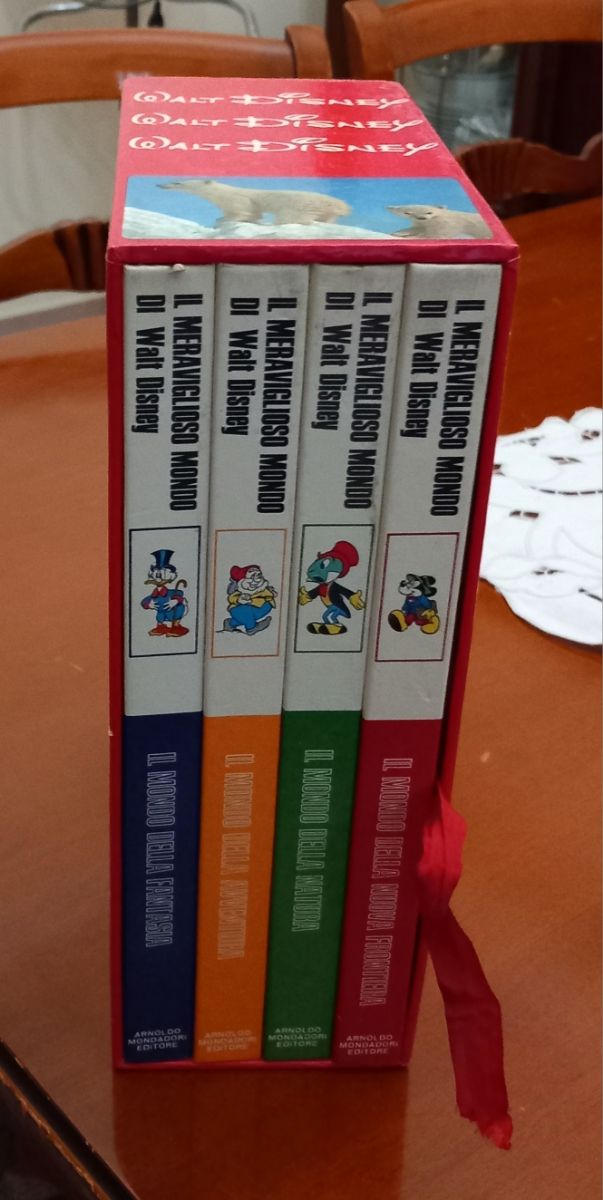 WALT DISNEY
WALT DISNEY
WALT DISNEY
IL MERAVIGLIOSO MONDO
DI Walt Disney
IL MONDO DELLA FANTASIA
ARNOLDO
MONDADORI
EDITORE
IL MERAVIGLIOSO MONDO
DI Walt Disney
IL MONDO DELL'AVVENTURA
ARNOLDO
MONDADORI
EDITORE
IL MERAVIGLIOSO MONDO
DI Walt Disney
IL MONDO DELLA NATURA
ARNOLDO
MONDADORI
EDITORE
IL MERAVIGLIOSO MONDO
DI Walt Disney
IL MONDO DELLA NUOVA FRONTIERA
ARNOLDO
MONDADORI
EDITORE